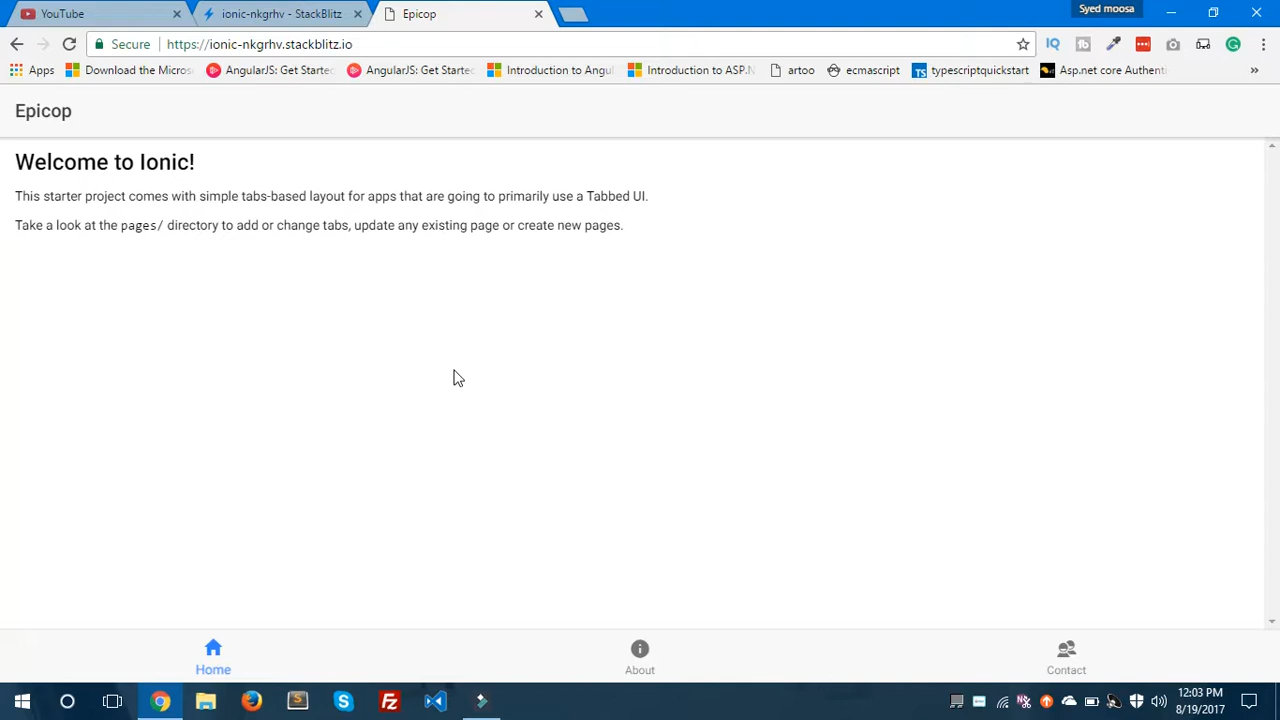 YouTube
ionic-nkgrhv - StackBlitz
Epicop
Syed moosa
Secure
https://ionic-nkgrhv.stackblitz.io
Apps
Download the Micros
AngularJS: Get Starte
AngularJS: Get Starte
Introduction to Angu
Introduction to ASP.N
artoo
ecmascript
typescriptquickstart
Asp.net core Authent
Epicop
Welcome to Ionic!
This starter project comes with simple tabs-based layout for apps that are going to primarily use a Tabbed UI.
Take a look at the pages/ directory to add or change tabs, update any existing page or create new pages.
Home
About
Contact
12:03 PM
8/19/2017